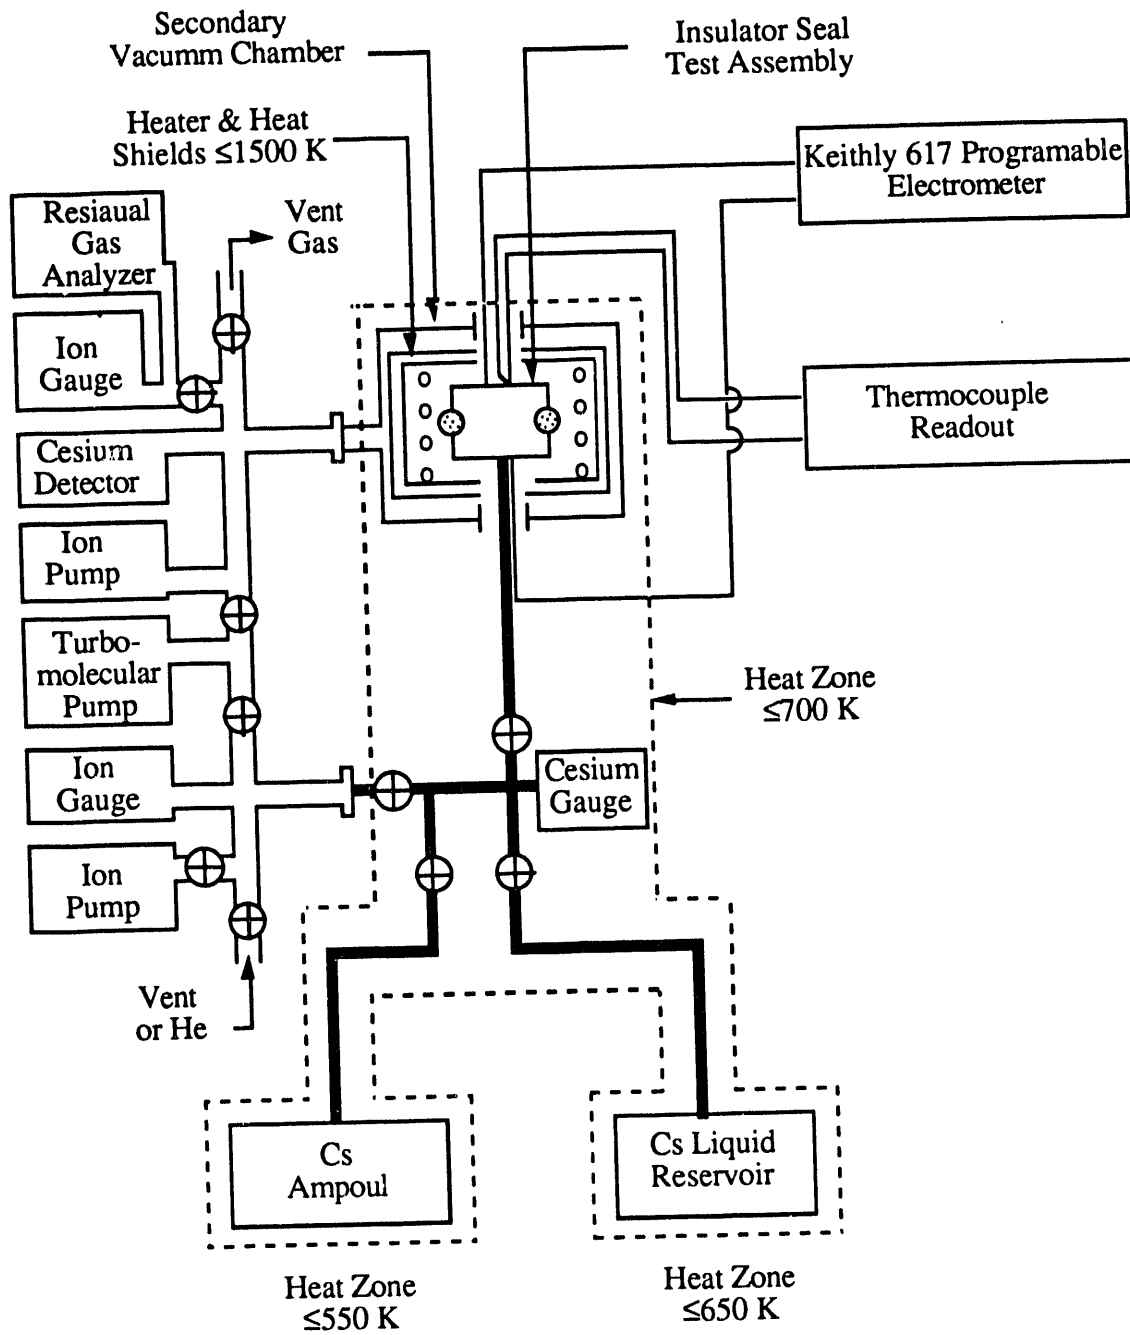 Secondary
Vacumm Chamber
Insulator Seal
Test Assembly
Heater & Heat
Shields ≤1500 K
Keithly 617 Programable
Electrometer
Resiaual
Gas
Analyzer
Vent
Gas
Ion
Gauge
Thermocouple
Readout
Cesium
Detector
Ion
Pump
Turbo-
molecular
Pump
Heat Zone
≤700 K
Ion
Gauge
Cesium
Gauge
Ion
Pump
Vent
or He
Cs
Ampoul
Cs Liquid
Reservoir
Heat Zone
≤550 K
Heat Zone
≤650 K